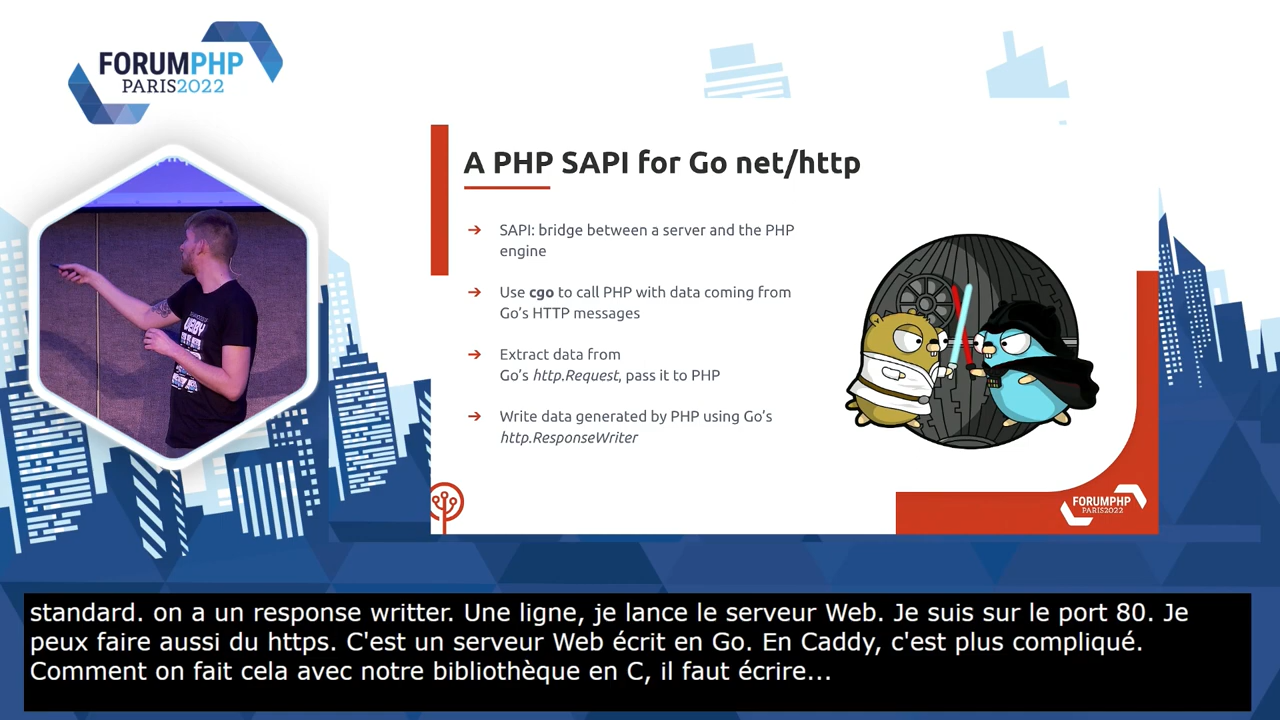 FORUMPHP
PARIS2022
A PHP SAPI for Go net/http
➔ SAPI: bridge between a server and the PHP
engine
➔ Use cgo to call PHP with data coming from
Go’s HTTP messages
➔ Extract data from
Go’s http.Request, pass it to PHP
➔ Write data generated by PHP using Go’s
http.ResponseWriter
FORUMPHP
PARIS2022
standard. on a un response writter. Une ligne, je lance le serveur Web. Je suis sur le port 80. Je
peux faire aussi du https. C'est un serveur Web écrit en Go. En Caddy, c'est plus compliqué.
Comment on fait cela avec notre bibliothèque en C, il faut écrire...